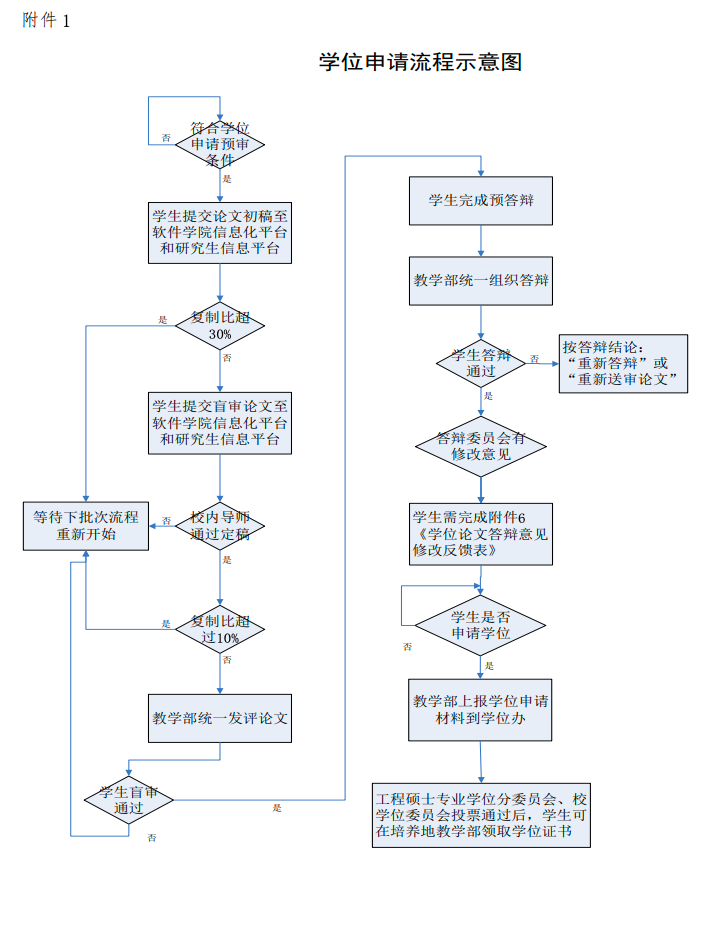 附件 1
学位申请流程示意图
符合学位
申请预审
条件
否
是
学生提交论文初稿至
软件学院信息化平台
和研究生信息平台
复制比超
30%
是
否
学生提交盲审论文至
软件学院信息化平台
和研究生信息平台
校内导师
通过定稿
否
是
等待下批次流程
重新开始
复制比超
过10%
是
否
教学部统一发评论文
学生盲审
通过
是
否
学生完成预答辩
教学部统一组织答辩
学生答辩
通过
否
是
按答辩结论：
“重新答辩”或
“重新送审论文”
答辩委员会有
修改意见
学生需完成附件6
《学位论文答辩意见
修改反馈表》
学生是否
申请学位
否
是
教学部上报学位申请
材料到学位办
工程硕士专业学位分委员会、校
学位委员会投票通过后，学生可
在培养地教学部领取学位证书